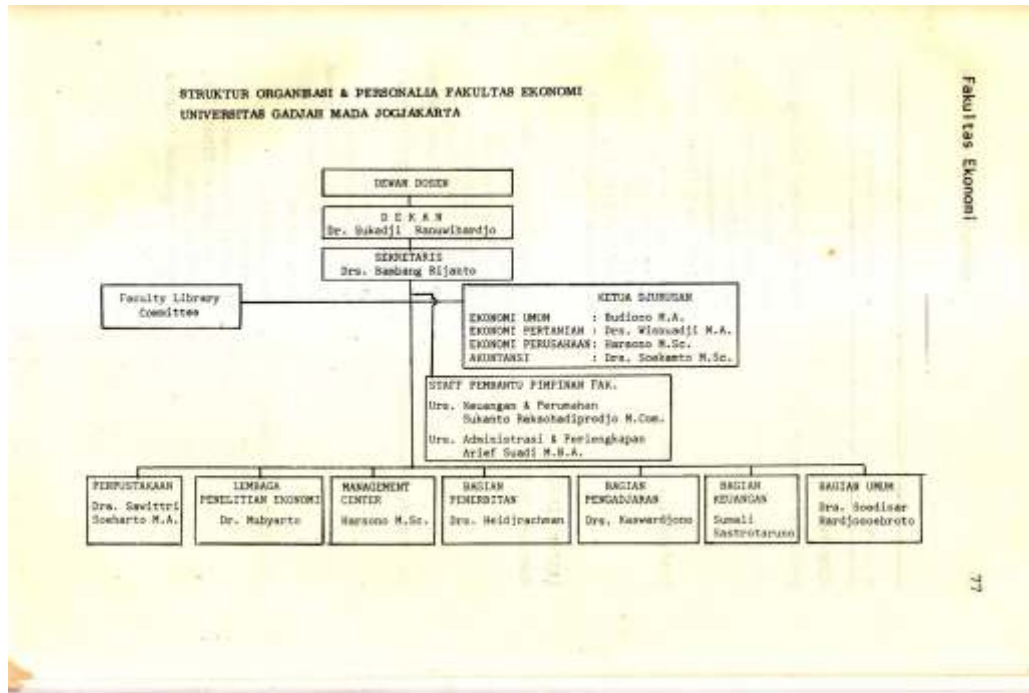 STRUKTUR ORGANISASI & PERSONALIA FAKULTAS EKONOMI
UNIVERSITAS GADJAH MADA JOGJAKARTA
Fakultas Ekonomi
DEWAN DOSEN
D E K A N
Dr. Sukadji Ranuwihardjo
SEKRETARIS
Drs. Bambang Rijanto
Faculty Library
Committee
KETUA DJURUSAN
EKONOMI UMUM : Budiono M.A.
EKONOMI PERTANIAN : Drs. Wisnuadji M.A.
EKONOMI PERUSAHAAN: Harsono M.Sc.
AKUNTANSI : Drs. Soekamto M.Sc.
STAFF PEMBANTU PIMPINAN FAK.
Urs. Keuangan & Perumahan
Sukanto Reksohadiprodjo M.Com.
Urs. Administrasi & Perlengkapan
Arief Suadi M.B.A.
PERPUSTAKAAN
Dra. Sawittri
Soeharto M.A.
LEMBAGA
PENELITIAN EKONOMI
Dr. Mubyarto
MANAGEMENT
CENTER
Harsono M.Sc.
BAGIAN
PENERBITAN
Drs. Heidjrachman
BAGIAN
PENGADJARAN
Drs. Kaswardjono
BAGIAN
KEUANGAN
Sumali
Sastrotaruno
BAGIAN UMUM
Dra. Soedinar
Hardjosoebroto
77